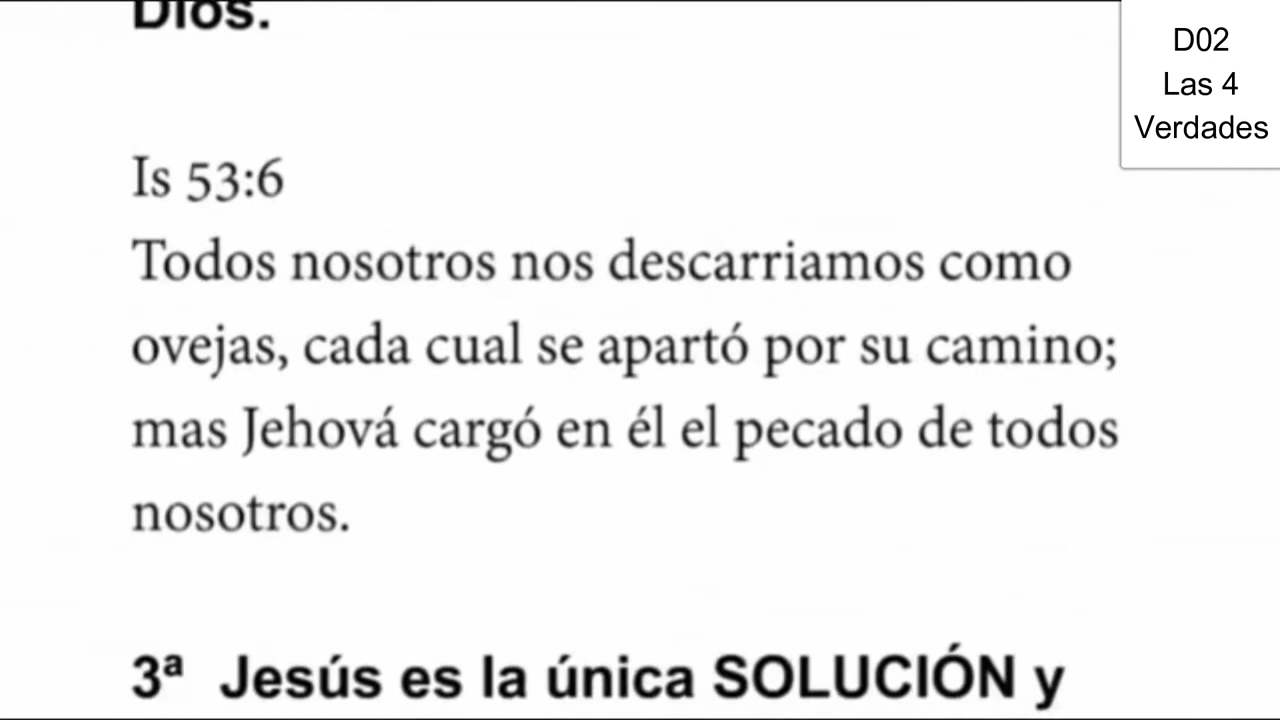 Dios.
D02
Las 4
Verdades
Is 53:6
Todos nosotros nos descarriamos como
ovejas, cada cual se apartó por su camino;
mas Jehová cargó en él el pecado de todos
nosotros.
3ª Jesús es la única SOLUCIÓN y